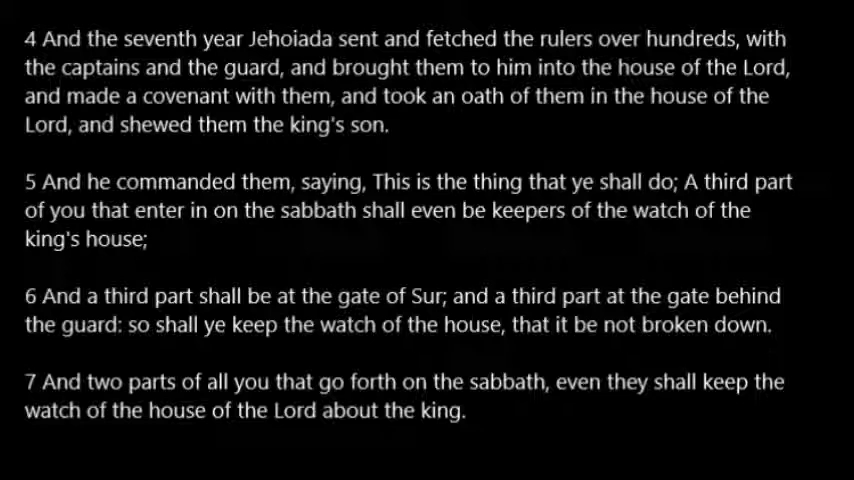 4 And the seventh year Jehoiada sent and fetched the rulers over hundreds, with
the captains and the guard, and brought them to him into the house of the Lord,
and made a covenant with them, and took an oath of them in the house of the
Lord, and shewed them the king's son.
5 And he commanded them, saying, This is the thing that ye shall do; A third part
of you that enter in on the sabbath shall even be keepers of the watch of the
king's house;
6 And a third part shall be at the gate of Sur; and a third part at the gate behind
the guard: so shall ye keep the watch of the house, that it be not broken down.
7 And two parts of all you that go forth on the sabbath, even they shall keep the
watch of the house of the Lord about the king.